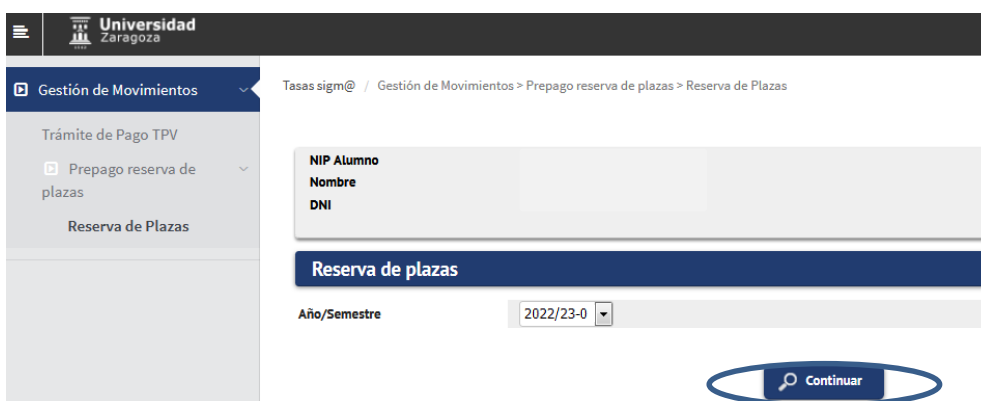 Universidad
Zaragoza
Gestión de Movimientos
Tasas sigm@ / Gestión de Movimientos > Prepago reserva de plazas > Reserva de Plazas
Trámite de Pago TPV
Prepago reserva de
plazas
Reserva de Plazas
NIP Alumno
Nombre
DNI
Reserva de plazas
Año/Semestre 2022/23-0
Continuar